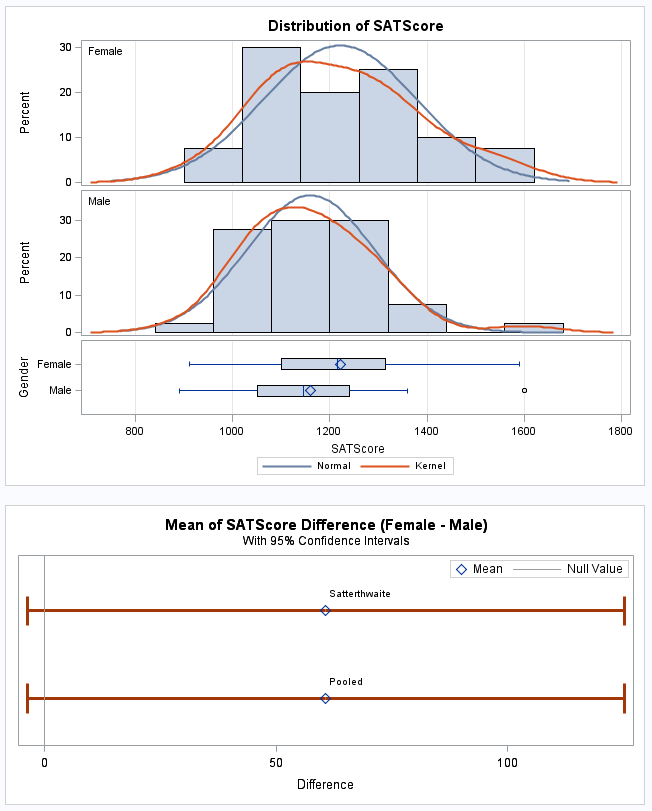 Distribution of SATScore
Female
Percent
30
20
10
0
Male
Percent
30
20
10
0
Gender
Female
Male
800 1000 1200 1400 1600 1800
SATScore
Normal Kernel
Mean of SATScore Difference (Female - Male)
With 95% Confidence Intervals
Mean Null Value
Satterthwaite
Pooled
0 50 100
Difference